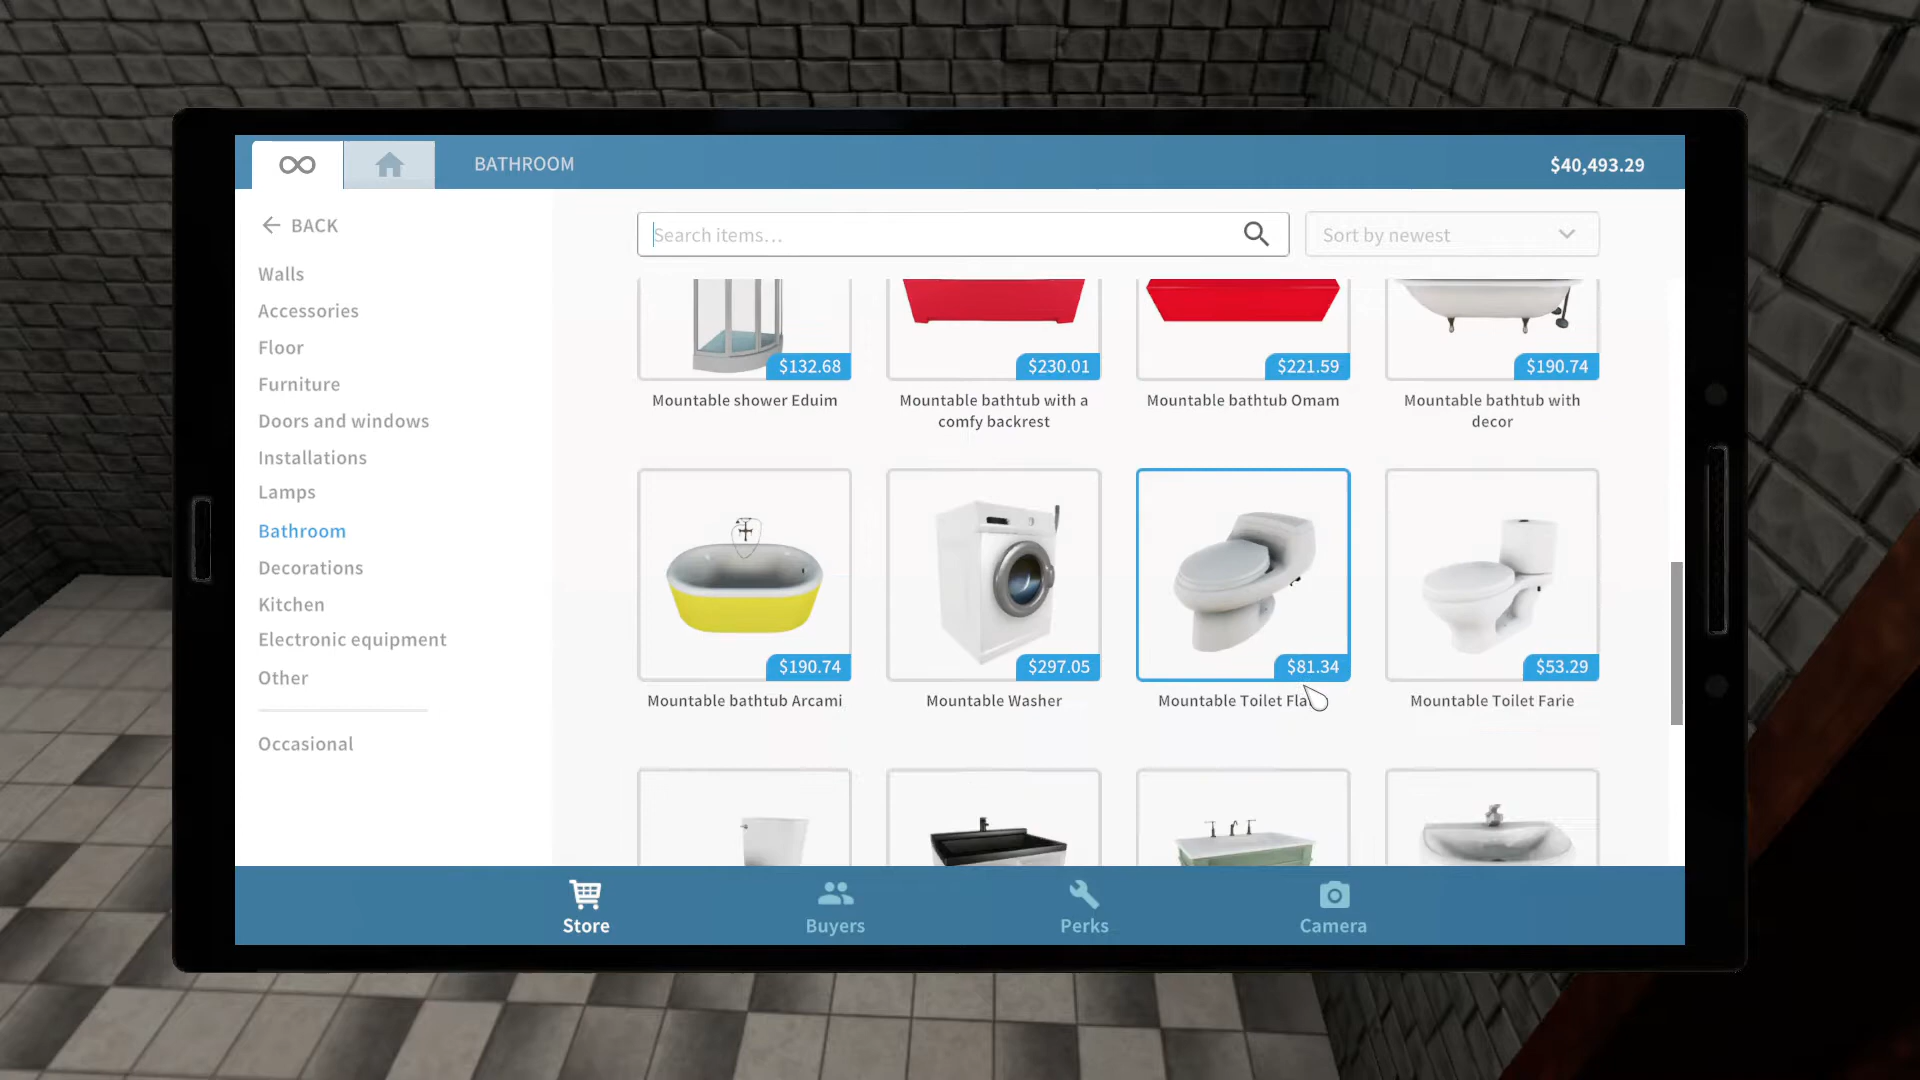 BATHROOM
$40,493.29
BACK
Search items...
Sort by newest
Walls
Accessories
Floor
Furniture
Doors and windows
Installations
Lamps
Bathroom
Decorations
Kitchen
Electronic equipment
Other
Occasional
$132.68
$230.01
$221.59
$190.74
Mountable shower Eduim
Mountable bathtub with a
comfy backrest
Mountable bathtub Omam
Mountable bathtub with
decor
$190.74
$297.05
$81.34
$53.29
Mountable bathtub Arcami
Mountable Washer
Mountable Toilet
Mountable Toilet Farie
Store
Buyers
Perks
Camera